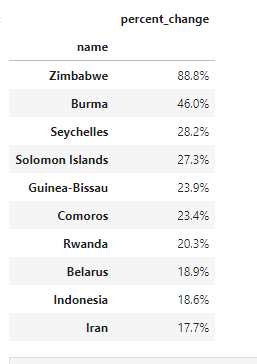 percent_change
name
Zimbabwe 88.8%
Burma 46.0%
Seychelles 28.2%
Solomon Islands 27.3%
Guinea-Bissau 23.9%
Comoros 23.4%
Rwanda 20.3%
Belarus 18.9%
Indonesia 18.6%
Iran 17.7%